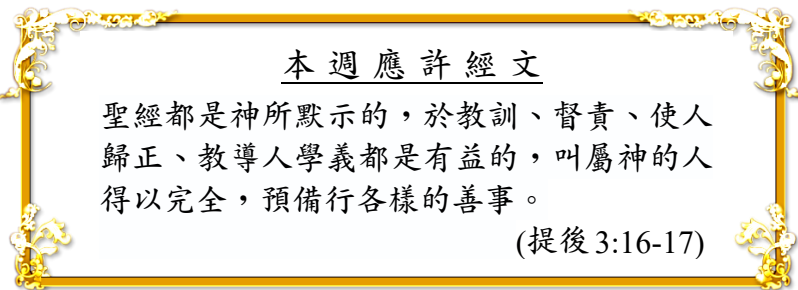 本週應許經文
聖經都是神所默示的，於教訓、督責、使人
歸正、教導人學義都是有益的，叫屬神的人
得以完全，預備行各樣的善事。
(提後3:16-17)